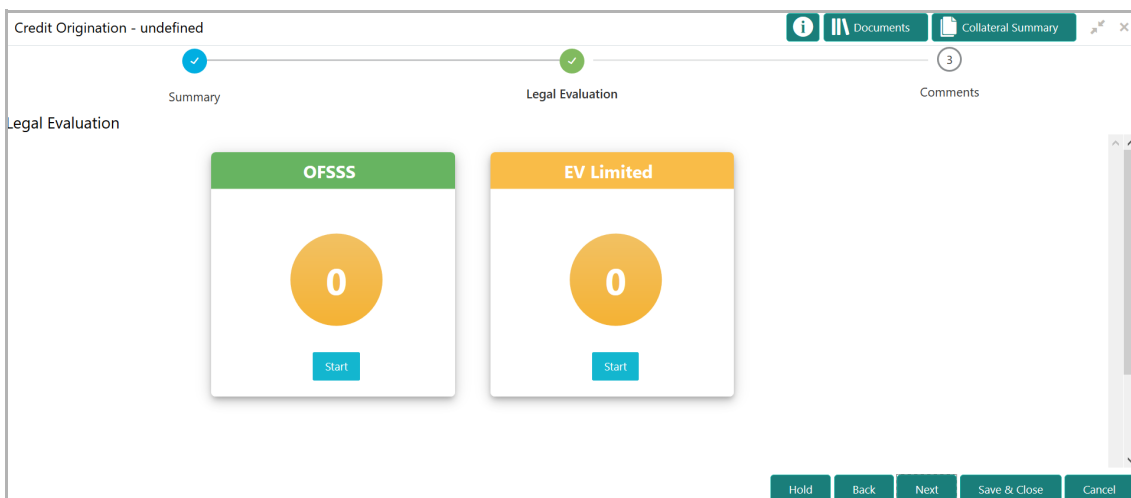 Credit Origination - undefined
Documents
Collateral Summary
3
Summary
Legal Evaluation
Comments
Legal Evaluation
OFSSS
EV Limited
0
0
Start
Start
Hold
Back
Next
Save & Close
Cancel